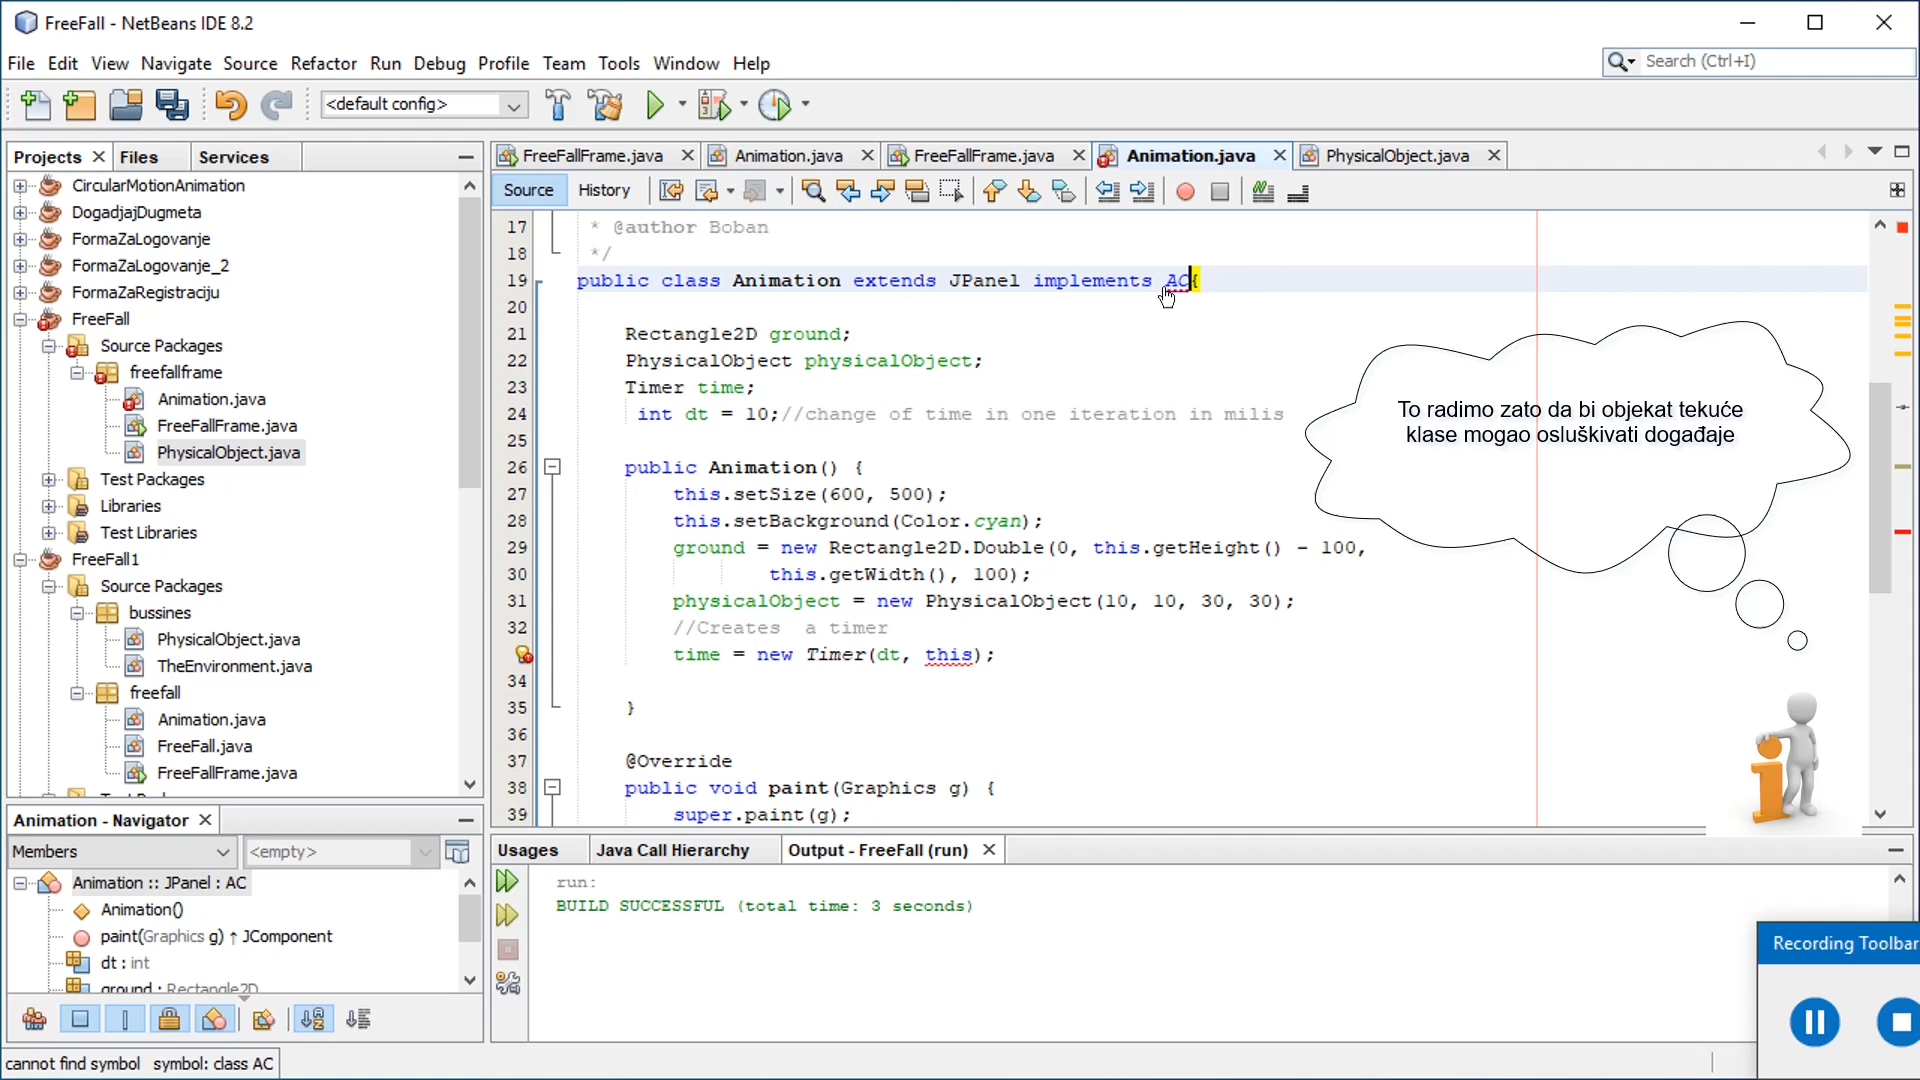 FreeFall - NetBeans IDE 8.2
File Edit View Navigate Source Refactor Run Debug Profile Team Tools Window Help
Search (Ctrl+I)
<default config>
Projects Files Services
CircularMotionAnimation
DogadjajDugmeta
FormaZaLogovanje
FormaZaLogovanje_2
FormaZaRegistraciju
FreeFall
Source Packages
freefallframe
Animation.java
FreeFallFrame.java
PhysicalObject.java
Test Packages
Libraries
Test Libraries
FreeFall1
Source Packages
bussines
PhysicalObject.java
TheEnvironment.java
freefall
Animation.java
FreeFall.java
FreeFallFrame.java
Animation - Navigator
Members <empty>
Animation :: JPanel : AC
Animation()
paint(Graphics g) ↑ JComponent
dt : int
ground : Rectangle2D
FreeFallFrame.java Animation.java FreeFallFrame.java Animation.java PhysicalObject.java
Source History
17 * @author Boban
18 */
19 public class Animation extends JPanel implements AC{
20
21 Rectangle2D ground;
22 PhysicalObject physicalObject;
23 Timer time;
24 int dt = 10;//change of time in one iteration in milis
25
26 public Animation() {
27 this.setSize(600, 500);
28 this.setBackground(Color.cyan);
29 ground = new Rectangle2D.Double(0, this.getHeight() - 100,
30 this.getWidth(), 100);
31 physicalObject = new PhysicalObject(10, 10, 30, 30);
32 //Creates  a timer
time = new Timer(dt, this);
34
35 }
36
37 @Override
38 public void paint(Graphics g) {
39 super.paint(g);
To radimo zato da bi objekat tekuće
klase mogao osluškivati događaje
Usages Java Call Hierarchy Output - FreeFall (run)
run:
BUILD SUCCESSFUL (total time: 3 seconds)
Recording Toolbar
cannot find symbol symbol: class AC